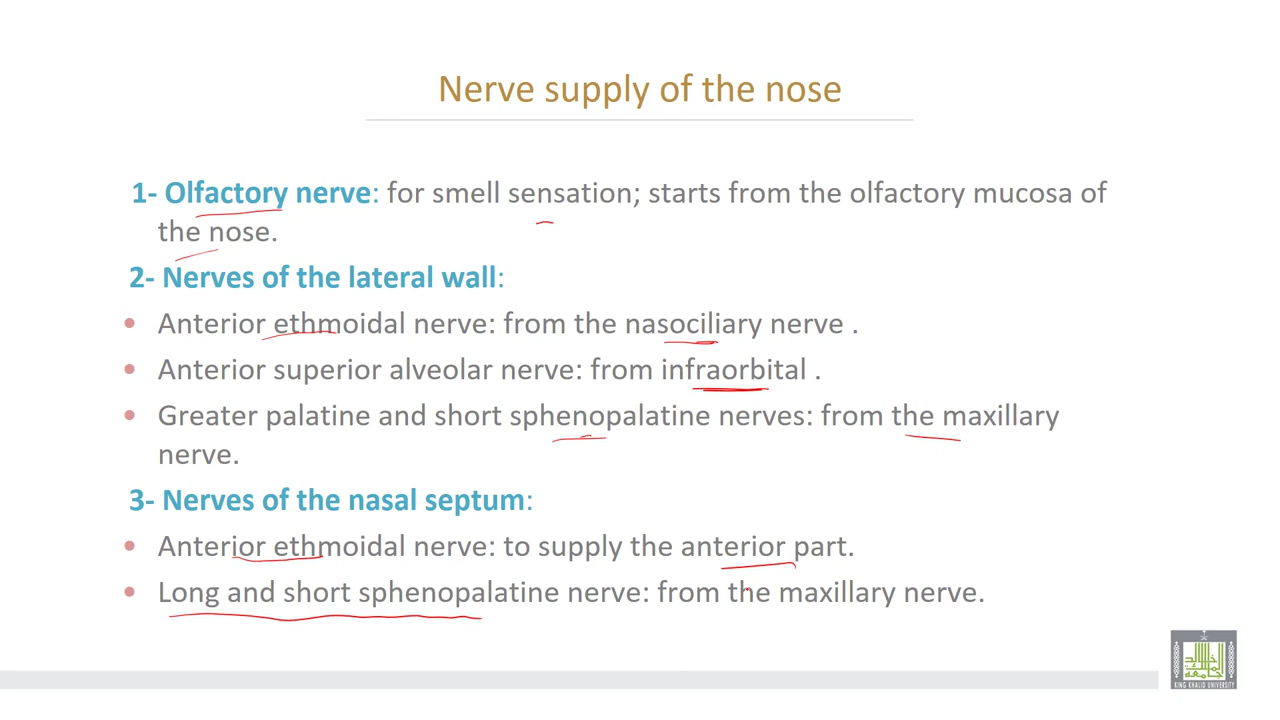 Nerve supply of the nose
1- Olfactory nerve: for smell sensation; starts from the olfactory mucosa of
the nose.
2- Nerves of the lateral wall:
• Anterior ethmoidal nerve: from the nasociliary nerve .
• Anterior superior alveolar nerve: from infraorbital .
• Greater palatine and short sphenopalatine nerves: from the maxillary
nerve.
3- Nerves of the nasal septum:
• Anterior ethmoidal nerve: to supply the anterior part.
• Long and short sphenopalatine nerve: from the maxillary nerve.
KING KHALID UNIVERSITY